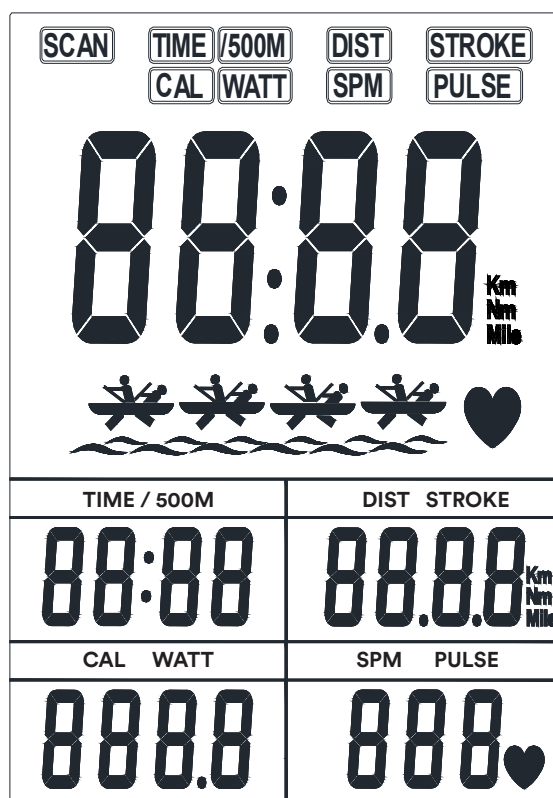 SCAN TIME /500M DIST STROKE
CAL WATT SPM PULSE
88:8.8
Km
Nm
Mile
TIME / 500M DIST STROKE
88:88 88.8.8
Km
Nm
Mile
CAL WATT SPM PULSE
888.8 888